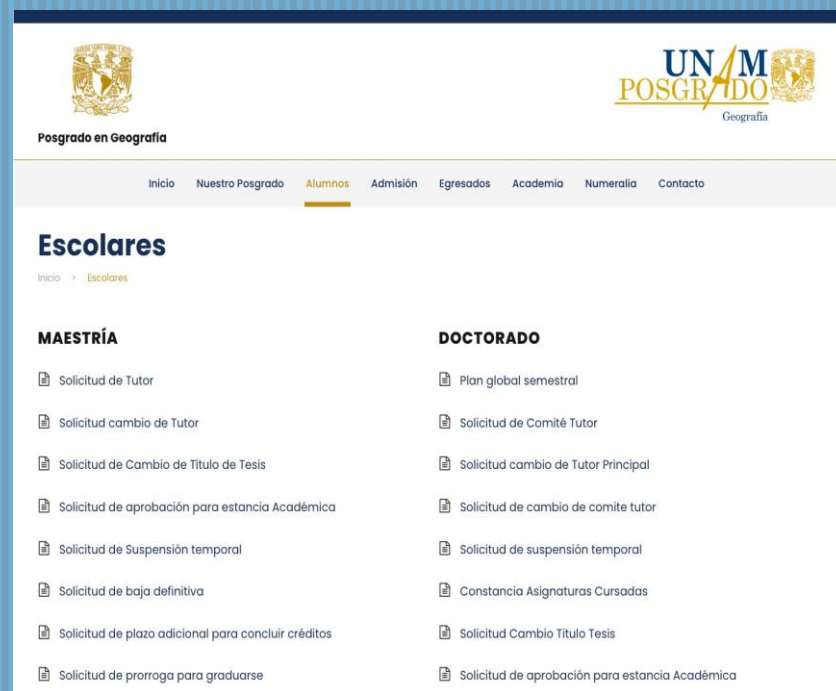 UNAM
POSGRADO
Geografía
Posgrado en Geografía
Inicio Nuestro Posgrado Alumnos Admisión Egresados Academia Numeralia Contacto
Escolares
Inicio > Escolares
MAESTRÍA
Solicitud de Tutor
Solicitud cambio de Tutor
Solicitud de Cambio de Título de Tesis
Solicitud de aprobación para estancia Académica
Solicitud de Suspensión temporal
Solicitud de baja definitiva
Solicitud de plazo adicional para concluir créditos
Solicitud de prorroga para graduarse
DOCTORADO
Plan global semestral
Solicitud de Comité Tutor
Solicitud cambio de Tutor Principal
Solicitud de cambio de comite tutor
Solicitud de suspensión temporal
Constancia Asignaturas Cursadas
Solicitud Cambio Titulo Tesis
Solicitud de aprobación para estancia Académica